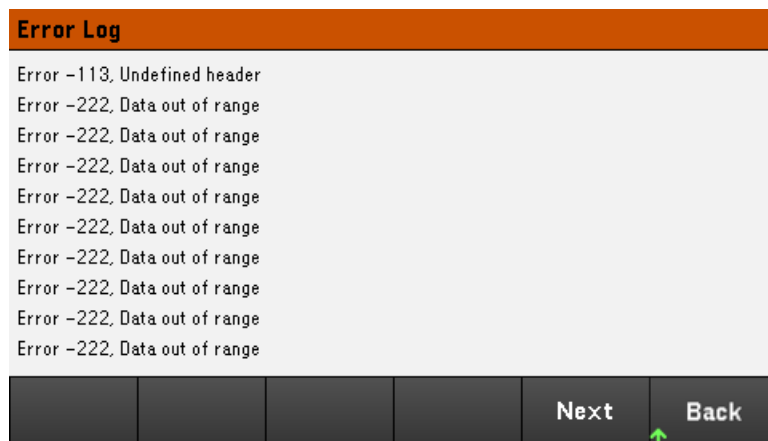 Error Log
Error -113, Undefined header
Error -222, Data out of range
Error -222, Data out of range
Error -222, Data out of range
Error -222, Data out of range
Error -222, Data out of range
Error -222, Data out of range
Error -222, Data out of range
Error -222, Data out of range
Error -222, Data out of range
Next Back